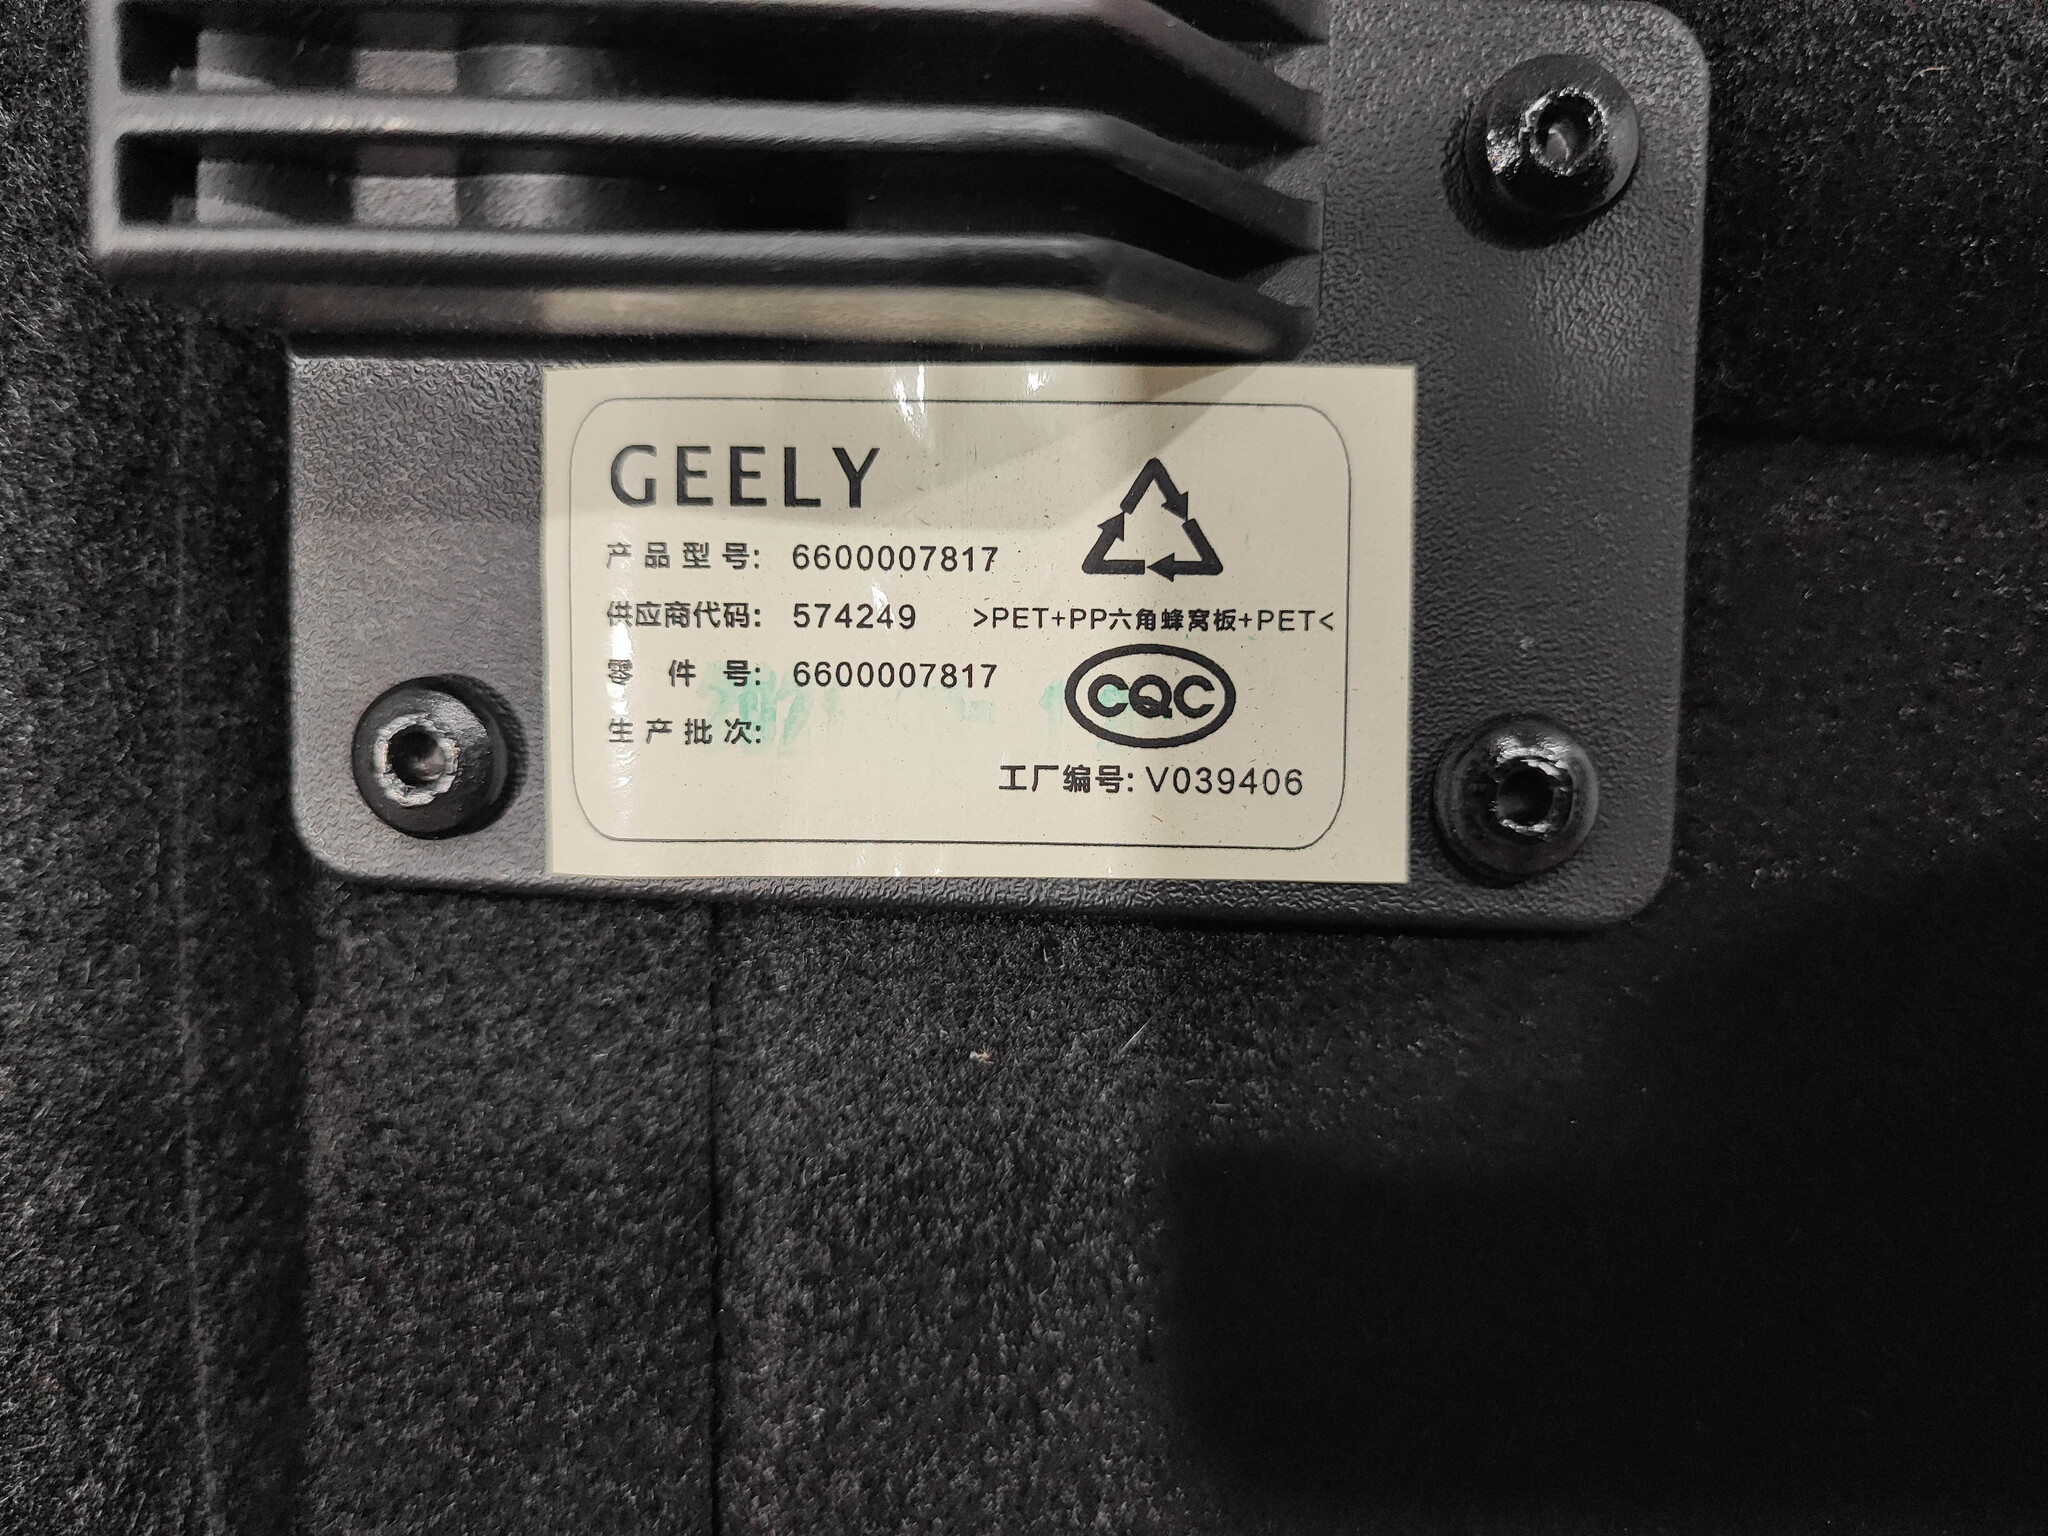 GEELY
产品型号: 6600007817
供应商代码: 574249 >PET+PP六角蜂窝板+PET<
零件号: 6600007817
CQC
生产批次:
工厂编号: V039406